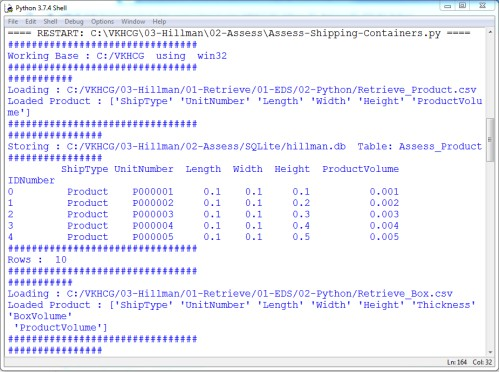 Python 3.7.4 Shell
File Edit Shell Debug Options Window Help
==== RESTART: C:\VKHCG\03-Hillman\02-Assess\Assess-Shipping-Containers.py ====
################################
Working Base : C:/VKHCG using win32
################################
###########
Loading : C:/VKHCG/03-Hillman/01-Retrieve/01-EDS/02-Python/Retrieve_Product.csv
Loaded Product : ['ShipType' 'UnitNumber' 'Length' 'Width' 'Height' 'ProductVolu
me']
################################
################
Storing : C:/VKHCG/03-Hillman/02-Assess/SQLite/hillman.db Table: Assess_Product
################
ShipType UnitNumber Length Width Height ProductVolume
IDNumber
0 Product P000001 0.1 0.1 0.1 0.001
1 Product P000002 0.1 0.1 0.2 0.002
2 Product P000003 0.1 0.1 0.3 0.003
3 Product P000004 0.1 0.1 0.4 0.004
4 Product P000005 0.1 0.1 0.5 0.005
################################
Rows : 10
################################
###########
Loading : C:/VKHCG/03-Hillman/01-Retrieve/01-EDS/02-Python/Retrieve_Box.csv
Loaded Product : ['ShipType' 'UnitNumber' 'Length' 'Width' 'Height' 'Thickness'
'BoxVolume'
'ProductVolume']
################################
################
Ln: 164 Col: 32